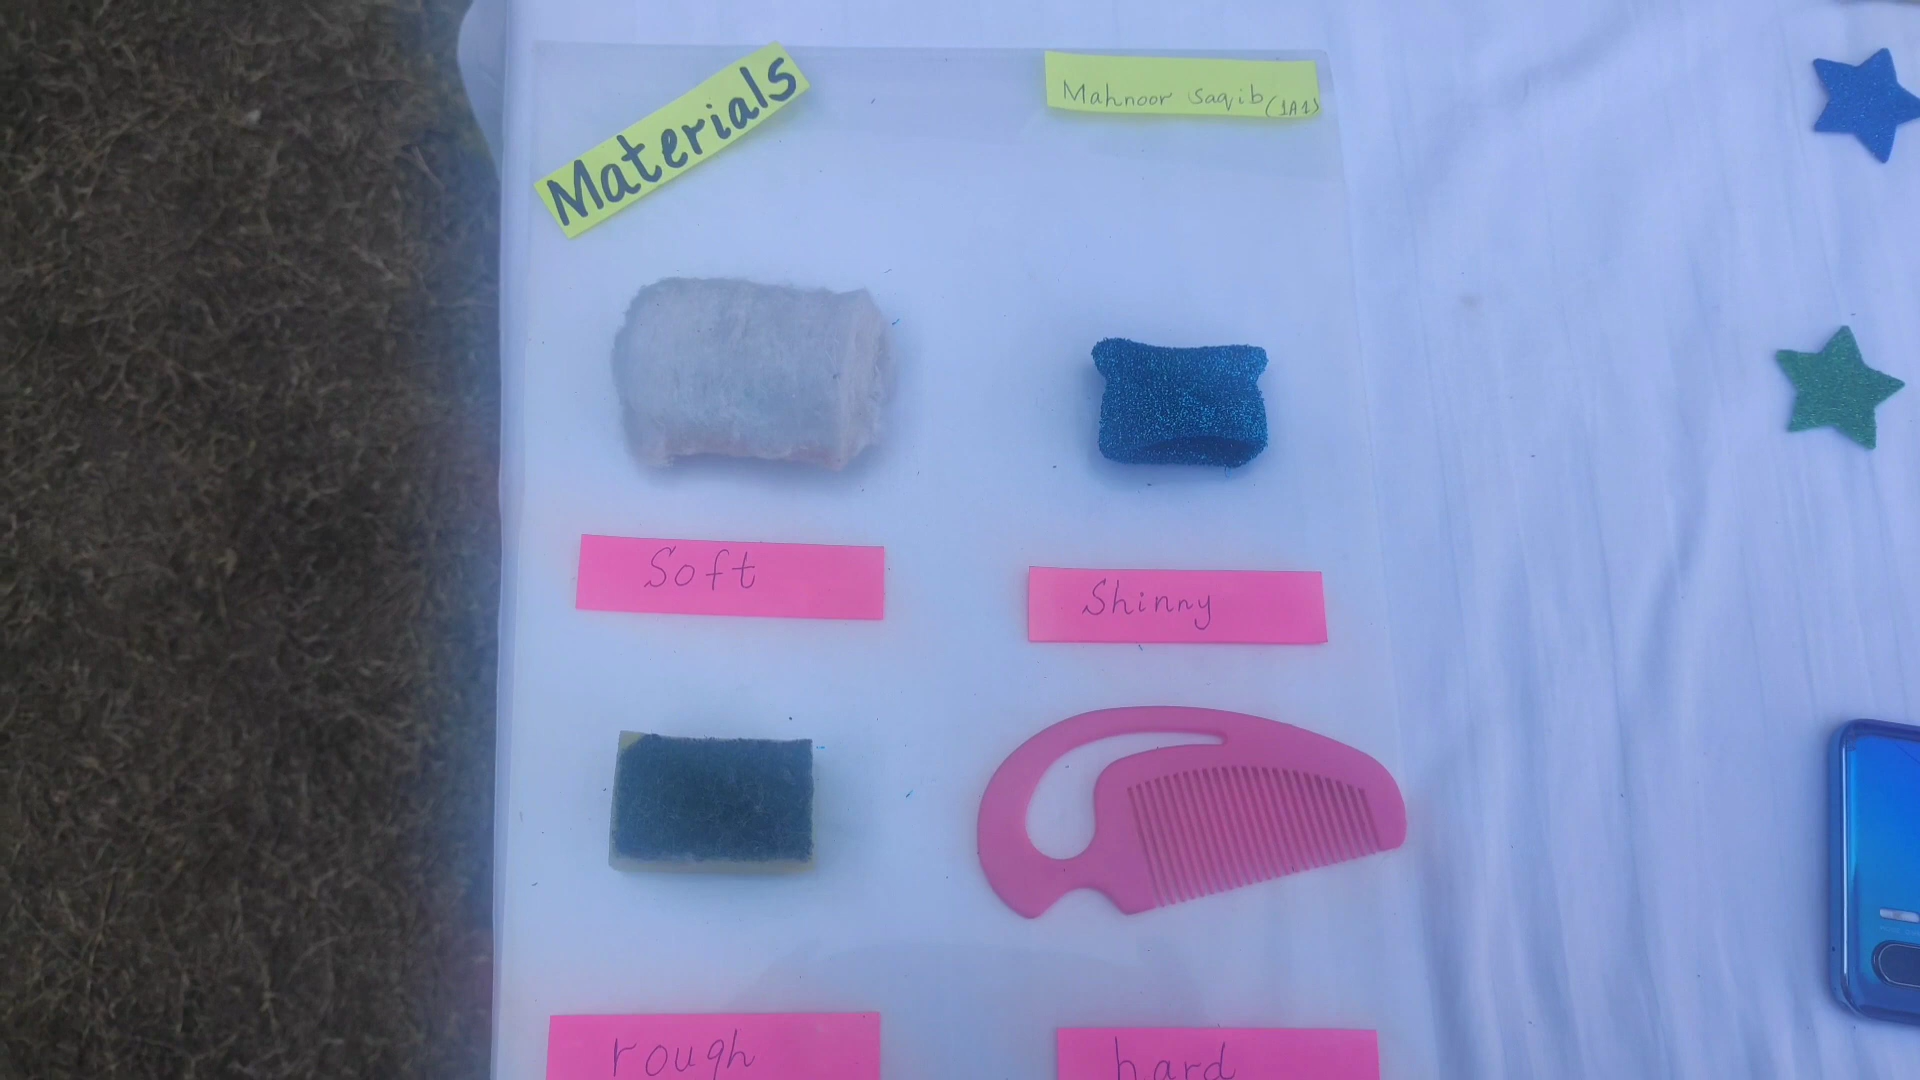 Materials
Mahnoor saqib (1A1)
Soft
Shinny
rough
hard